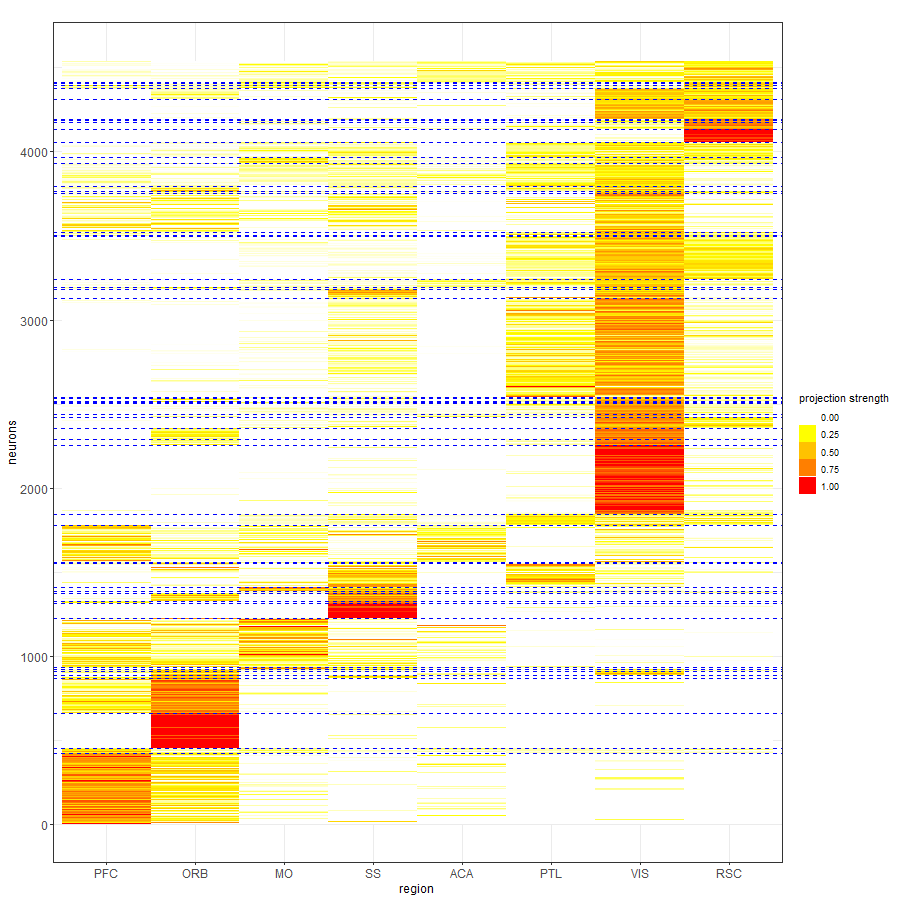 neurons
4000
3000
2000
1000
0
PFC ORB MO SS ACA PTL VIS RSC
region
projection strength
0.00
0.25
0.50
0.75
1.00